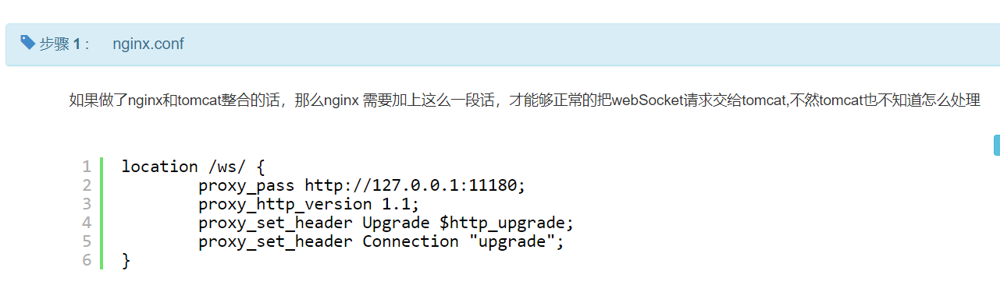 步骤 1 : nginx.conf
如果做了nginx和tomcat整合的话，那么nginx 需要加上这么一段话，才能够正常的把webSocket请求交给tomcat,不然tomcat也不知道怎么处理
1 location /ws/ {
2 proxy_pass http://127.0.0.1:11180;
3 proxy_http_version 1.1;
4 proxy_set_header Upgrade $http_upgrade;
5 proxy_set_header Connection "upgrade";
6 }